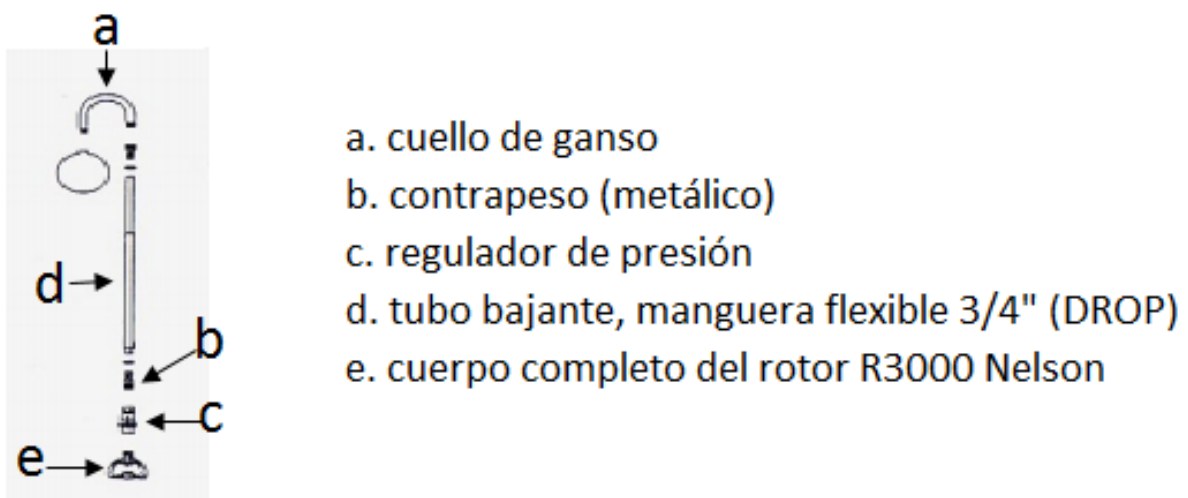 a
a. cuello de ganso
b. contrapeso (metálico)
c. regulador de presión
d
d. tubo bajante, manguera flexible 3/4" (DROP)
b
e. cuerpo completo del rotor R3000 Nelson
c
e